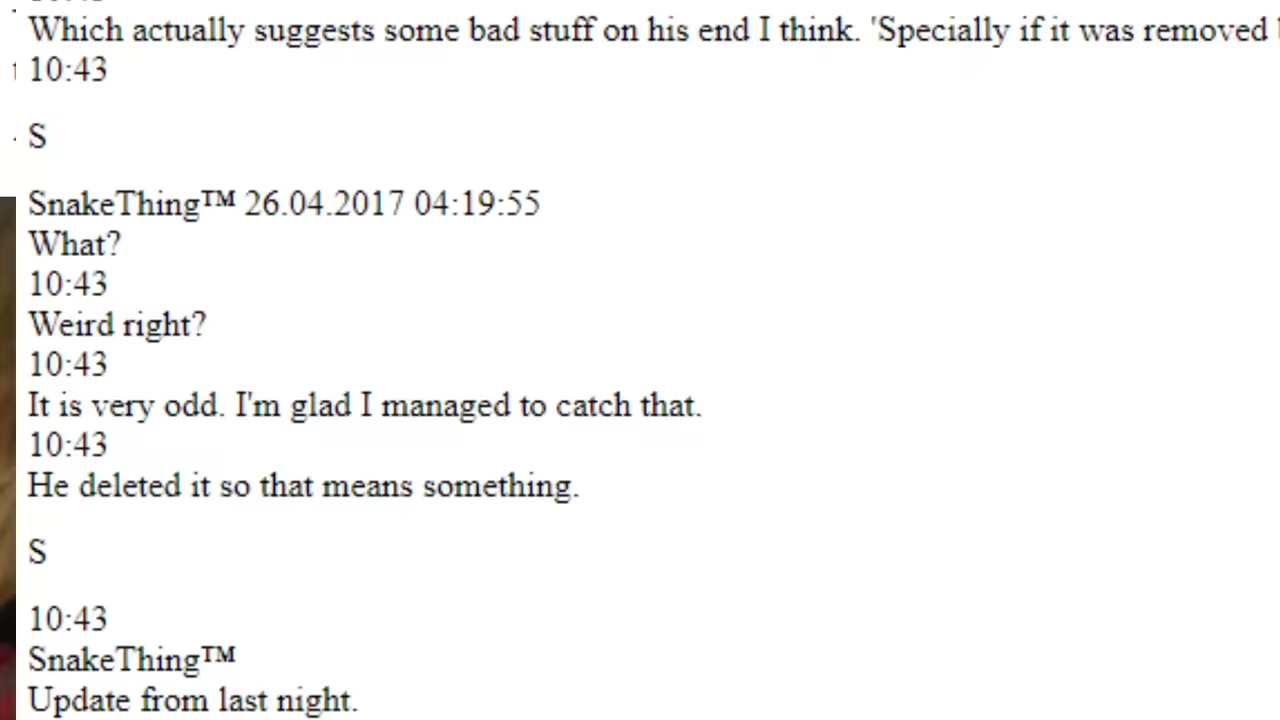 Which actually suggests some bad stuff on his end I think. 'Specially if it was removed
10:43
S
SnakeThing™ 26.04.2017 04:19:55
What?
10:43
Weird right?
10:43
It is very odd. I'm glad I managed to catch that.
10:43
He deleted it so that means something.
S
10:43
SnakeThing™
Update from last night.